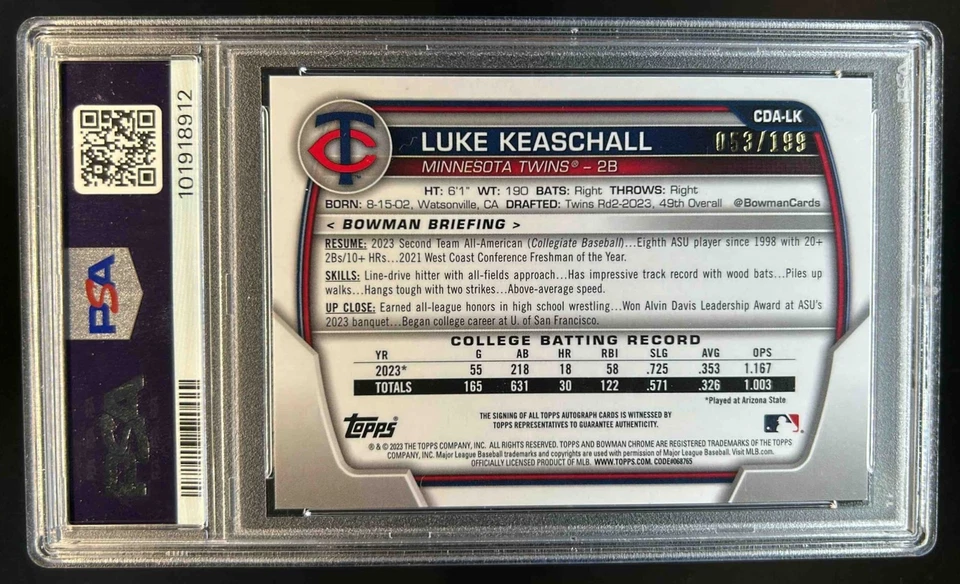 101918912
PSA
PSA
TC
CDA-LK
LUKE KEASCHALL
053/199
MINNESOTA TWINS® - 2B
HT: 6'1" WT: 190 BATS: Right THROWS: Right
BORN: 8-15-02, Watsonville, CA DRAFTED: Twins Rd2-2023, 49th Overall @BowmanCards
< BOWMAN BRIEFING >
RESUME: 2023 Second Team All-American (Collegiate Baseball)...Eighth ASU player since 1998 with 20+
2Bs/10+ HRs...2021 West Coast Conference Freshman of the Year.
SKILLS: Line-drive hitter with all-fields approach...Has impressive track record with wood bats...Piles up
walks...Hangs tough with two strikes...Above-average speed.
UP CLOSE: Earned all-league honors in high school wrestling...Won Alvin Davis Leadership Award at ASU's
2023 banquet...Began college career at U. of San Francisco.
COLLEGE BATTING RECORD
YR G AB HR RBI SLG AVG OPS
2023* 55 218 18 58 .725 .353 1.167
TOTALS 165 631 30 122 .571 .326 1.003
*Played at Arizona State
Topps®
THE SIGNING OF ALL TOPPS AUTOGRAPH CARDS IS WITNESSED BY
TOPPS REPRESENTATIVES TO GUARANTEE AUTHENTICITY.
® & © 2023 THE TOPPS COMPANY, INC. ALL RIGHTS RESERVED. TOPPS AND BOWMAN CHROME ARE REGISTERED TRADEMARKS OF THE TOPPS
COMPANY, INC. Major League Baseball trademarks and copyrights are used with permission of Major League Baseball. Visit MLB.com.
OFFICIALLY LICENSED PRODUCT OF MLB. WWW.TOPPS.COM. CODE#068765